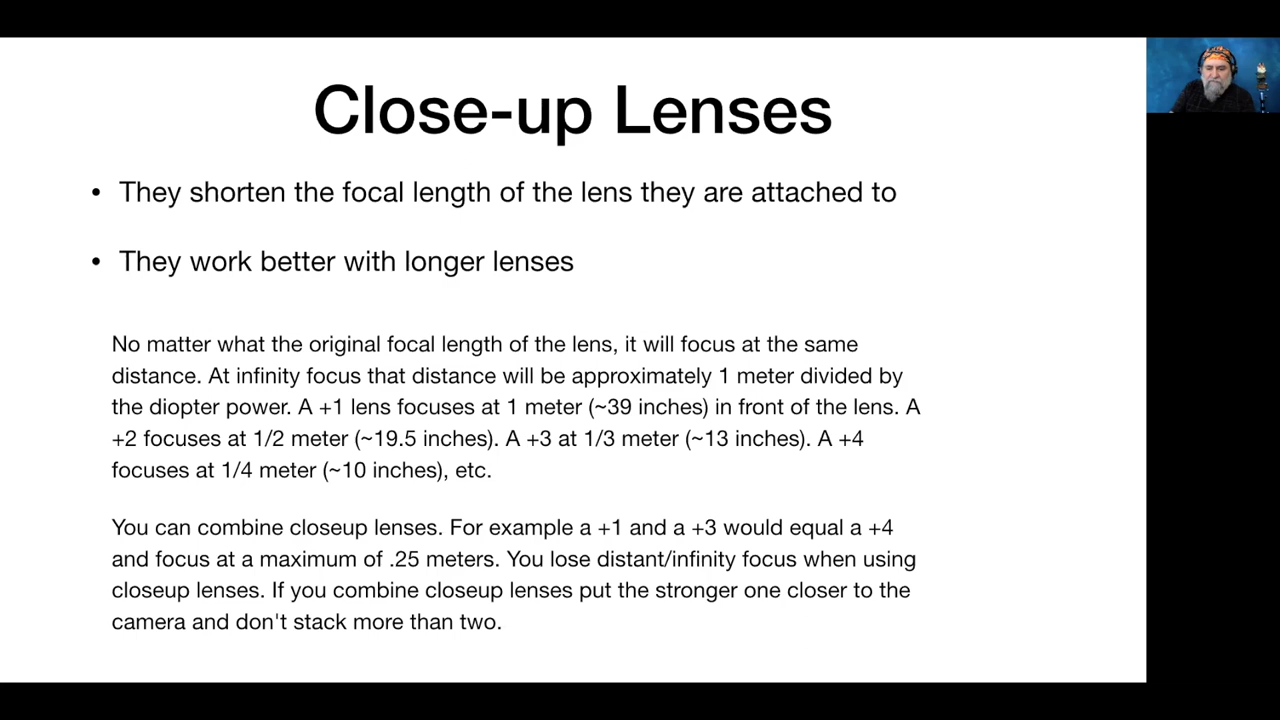 Close-up Lenses
• They shorten the focal length of the lens they are attached to
• They work better with longer lenses
No matter what the original focal length of the lens, it will focus at the same
distance. At infinity focus that distance will be approximately 1 meter divided by
the diopter power. A +1 lens focuses at 1 meter (~39 inches) in front of the lens. A
+2 focuses at 1/2 meter (~19.5 inches). A +3 at 1/3 meter (~13 inches). A +4
focuses at 1/4 meter (~10 inches), etc.
You can combine closeup lenses. For example a +1 and a +3 would equal a +4
and focus at a maximum of .25 meters. You lose distant/infinity focus when using
closeup lenses. If you combine closeup lenses put the stronger one closer to the
camera and don't stack more than two.